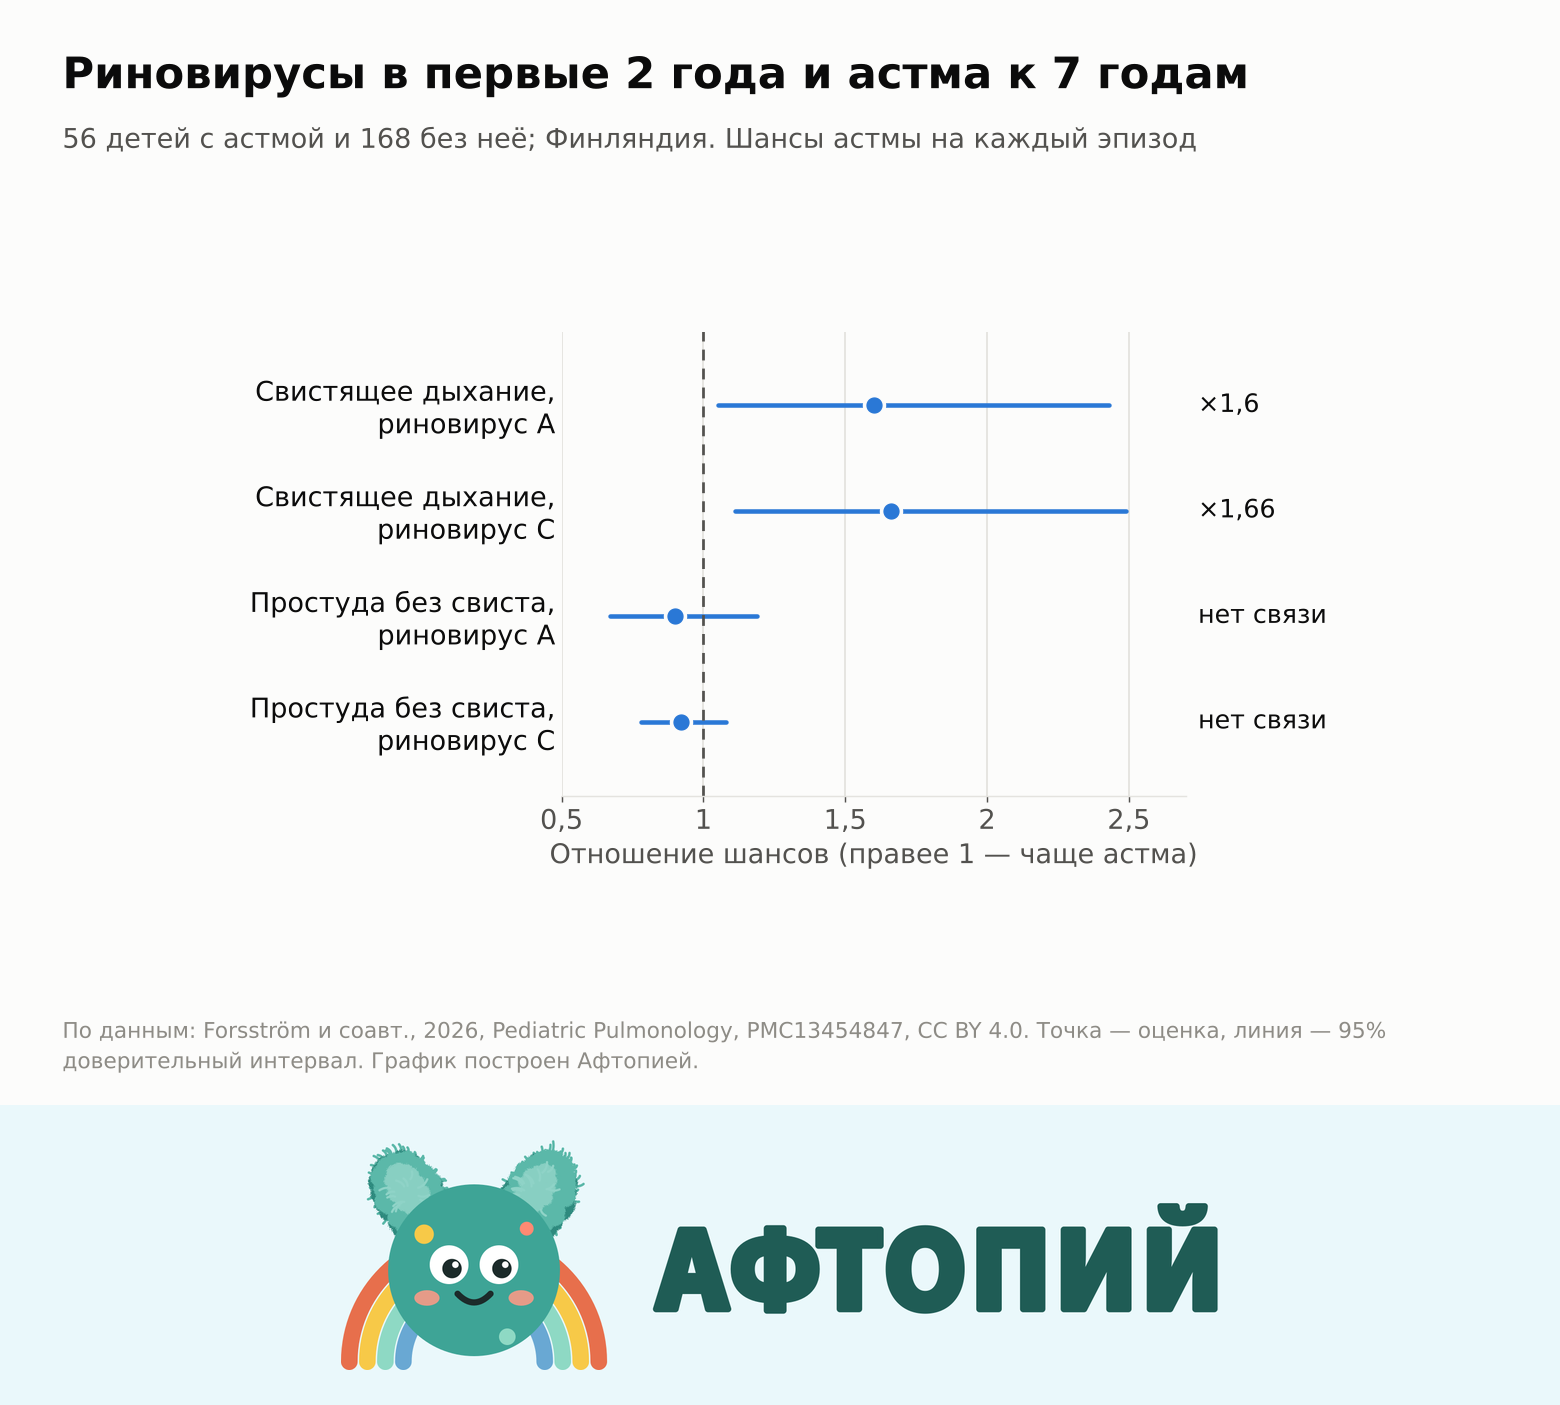 Риновирусы в первые 2 года и астма к 7 годам
56 детей с астмой и 168 без неё; Финляндия. Шансы астмы на каждый эпизод
Свистящее дыхание,
риновирус A
×1,6
Свистящее дыхание,
риновирус C
×1,66
Простуда без свиста,
риновирус A
нет связи
Простуда без свиста,
риновирус C
нет связи
0,5 1 1,5 2 2,5
Отношение шансов (правее 1 — чаще астма)
По данным: Forsström и соавт., 2026, Pediatric Pulmonology, PMC13454847, CC BY 4.0. Точка — оценка, линия — 95%
доверительный интервал. График построен Афтопией.
АФТОПИЙ